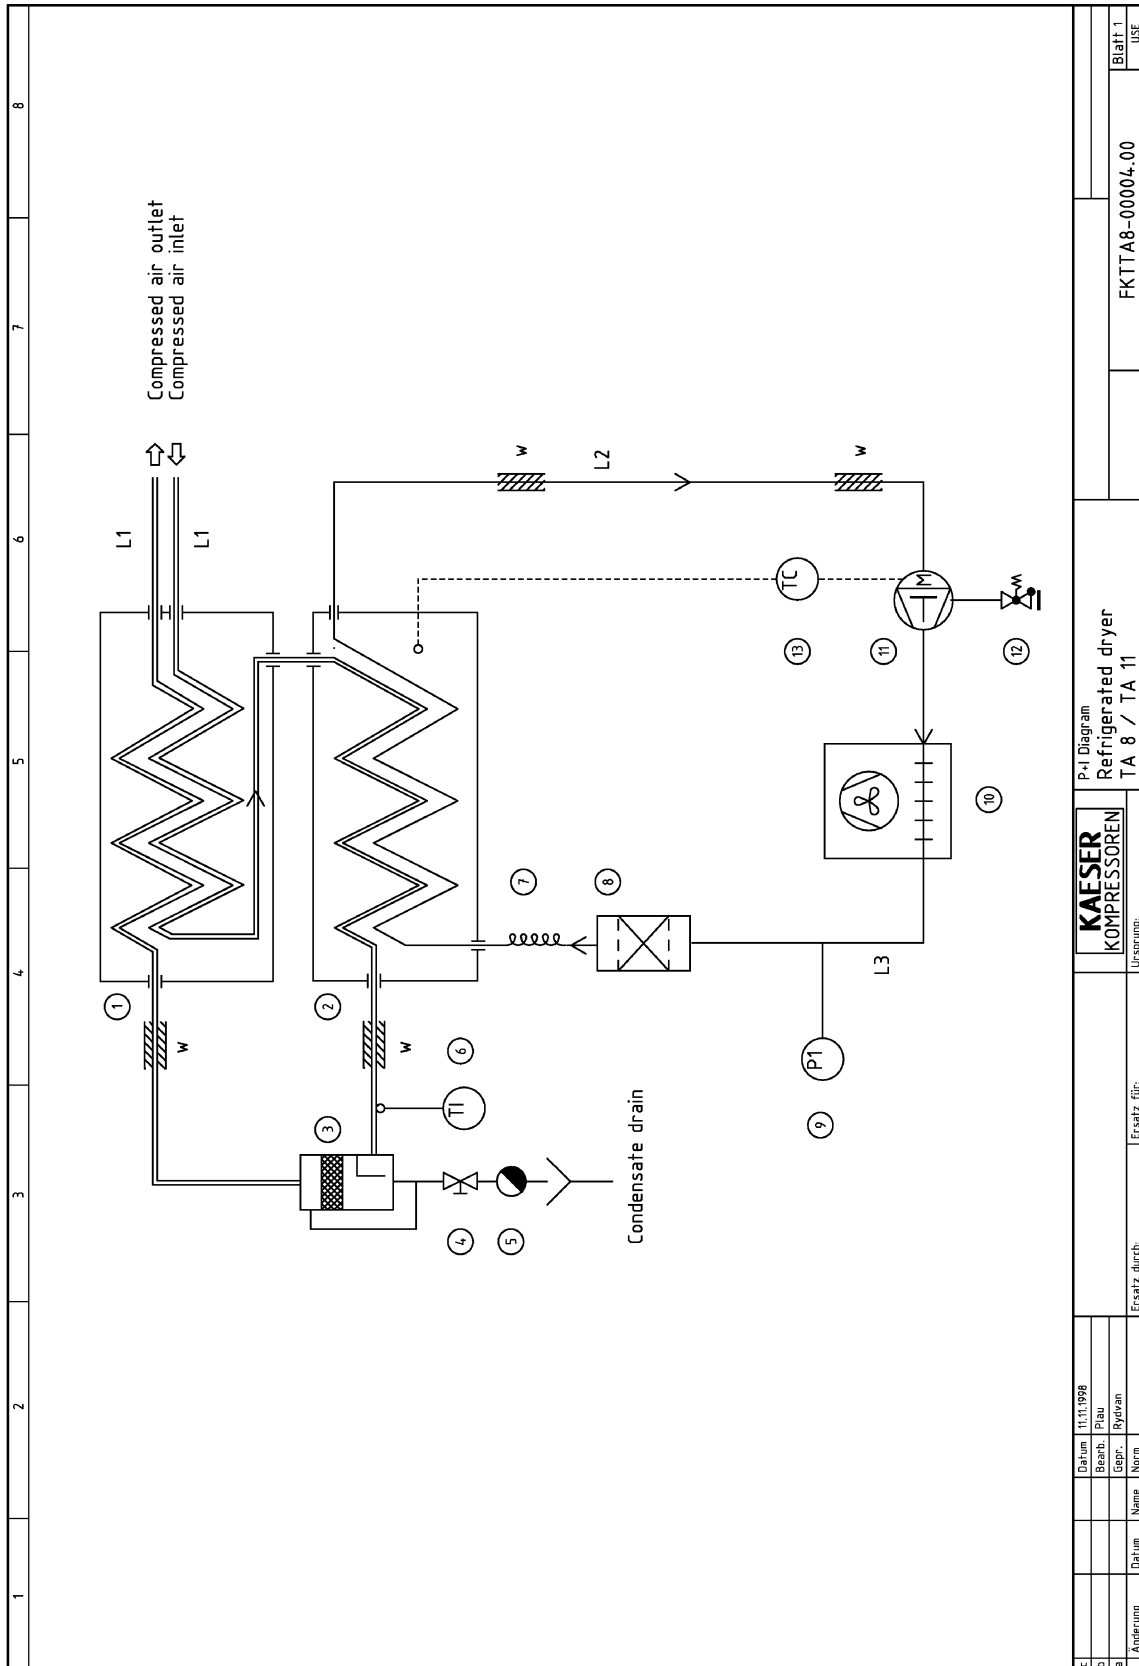 1
2
3
4
5
6
7
8
Compressed air outlet
Compressed air inlet
L1
L1
1
w
2
w
3
TI
6
4
5
Condensate drain
7
8
P1
9
L3
10
w
L2
w
TC
13
M
11
12
c
b
a
Änderung
Datum
Name
Datum 11.11.1998
Bearb. Plau
Gepr. Rydvan
Norm
Ersatz durch:
Ersatz für:
KAESER
KOMPRESSOREN
Ursprung:
P+I Diagram
Refrigerated dryer
TA 8 / TA 11
FKTTA8-00004.00
Blatt 1
USE